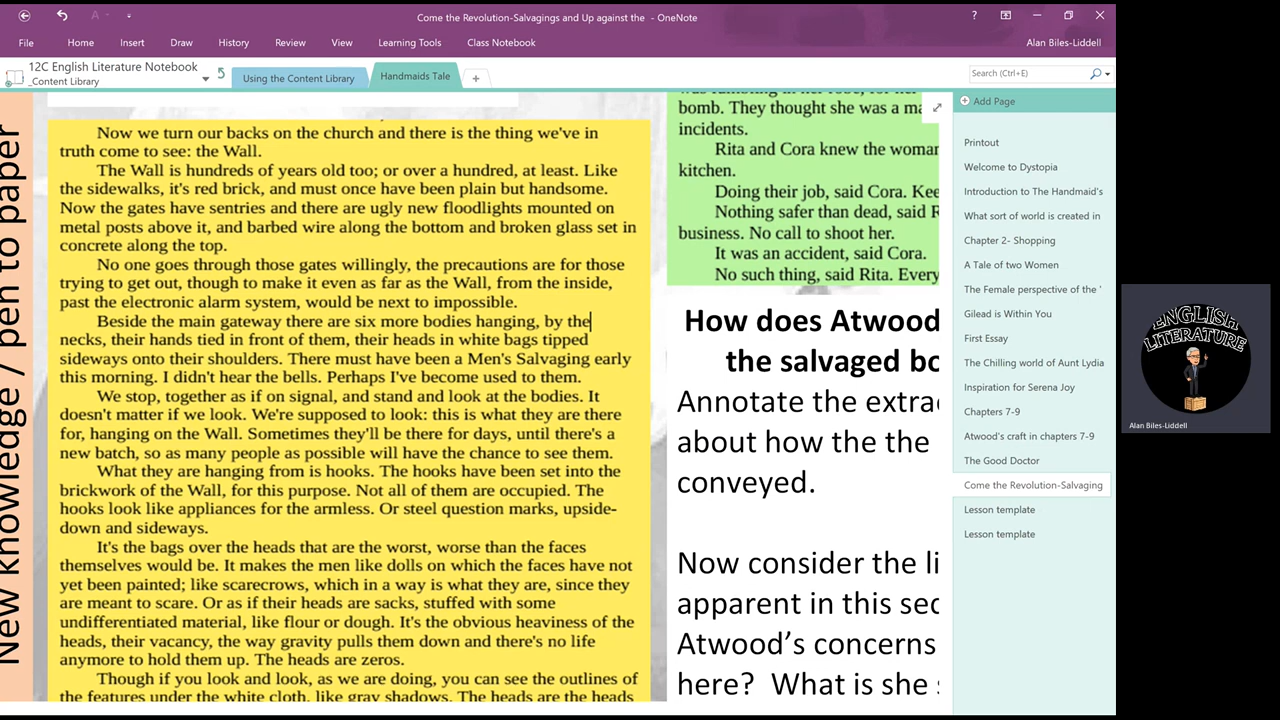 Come the Revolution-Salvagings and Up against the - OneNote
A
?
File
Home
Insert
Draw
History
Review
View
Learning Tools
Class Notebook
Alan Biles-Liddell
12C English Literature Notebook
_Content Library
Using the Content Library
Handmaids Tale
+
Search (Ctrl+E)
New knowledge / pen to paper
Now we turn our backs on the church and there is the thing we've in
truth come to see: the Wall.
The Wall is hundreds of years old too; or over a hundred, at least. Like
the sidewalks, it's red brick, and must once have been plain but handsome.
Now the gates have sentries and there are ugly new floodlights mounted on
metal posts above it, and barbed wire along the bottom and broken glass set in
concrete along the top.
No one goes through those gates willingly, the precautions are for those
trying to get out, though to make it even as far as the Wall, from the inside,
past the electronic alarm system, would be next to impossible.
Beside the main gateway there are six more bodies hanging, by the
necks, their hands tied in front of them, their heads in white bags tipped
sideways onto their shoulders. There must have been a Men's Salvaging early
this morning. I didn't hear the bells. Perhaps I've become used to them.
We stop, together as if on signal, and stand and look at the bodies. It
doesn't matter if we look. We're supposed to look: this is what they are there
for, hanging on the Wall. Sometimes they'll be there for days, until there's a
new batch, so as many people as possible will have the chance to see them.
What they are hanging from is hooks. The hooks have been set into the
brickwork of the Wall, for this purpose. Not all of them are occupied. The
hooks look like appliances for the armless. Or steel question marks, upside-
down and sideways.
It's the bags over the heads that are the worst, worse than the faces
themselves would be. It makes the men like dolls on which the faces have not
yet been painted; like scarecrows, which in a way is what they are, since they
are meant to scare. Or as if their heads are sacks, stuffed with some
undifferentiated material, like flour or dough. It's the obvious heaviness of the
heads, their vacancy, the way gravity pulls them down and there's no life
anymore to hold them up. The heads are zeros.
Though if you look and look, as we are doing, you can see the outlines of
the features under the white cloth, like gray shadows. The heads are the heads
was fumbling in her robe, for her
bomb. They thought she was a ma
incidents.
Rita and Cora knew the woman
kitchen.
Doing their job, said Cora. Kee
Nothing safer than dead, said R
business. No call to shoot her.
It was an accident, said Cora.
No such thing, said Rita. Every
How does Atwood
the salvaged bo
Annotate the extra
about how the the
conveyed.
Now consider the li
apparent in this sec
Atwood's concerns
here? What is she
Add Page
Printout
Welcome to Dystopia
Introduction to The Handmaid's
What sort of world is created in
Chapter 2- Shopping
A Tale of two Women
The Female perspective of the '
Gilead is Within You
First Essay
The Chilling world of Aunt Lydia
Inspiration for Serena Joy
Chapters 7-9
Atwood's craft in chapters 7-9
The Good Doctor
Come the Revolution-Salvaging
Lesson template
Lesson template
ENGLISH
LITERATURE
Alan Biles-Liddell